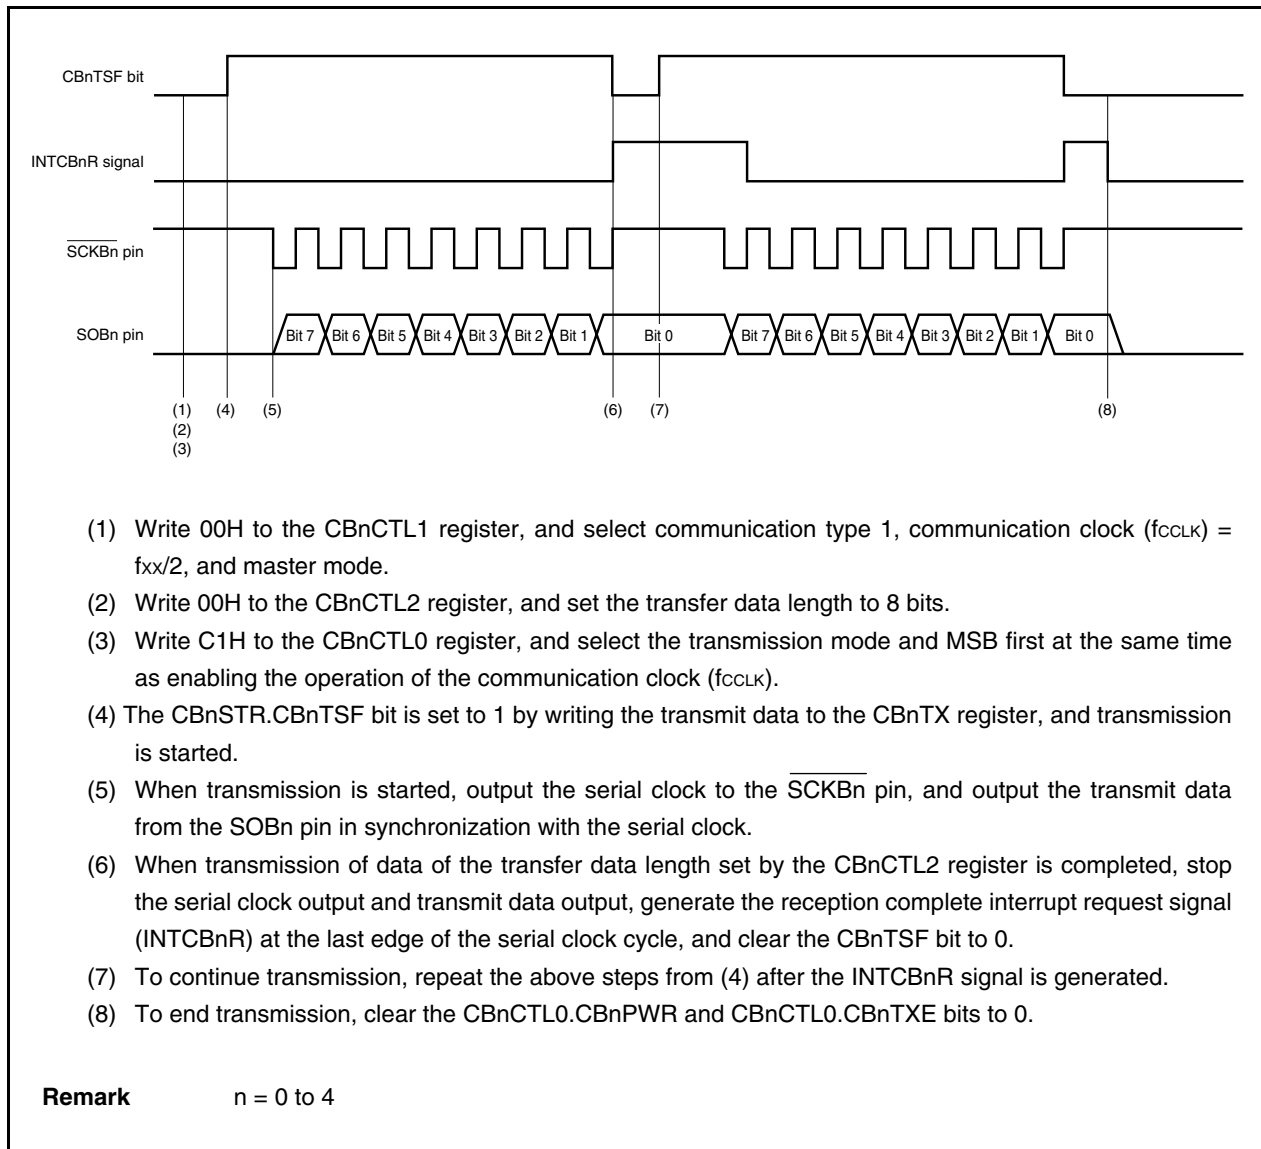 CBnTSF bit
INTCBnR signal
SCKBn pin
SOBn pin
Bit 7 Bit 6 Bit 5 Bit 4 Bit 3 Bit 2 Bit 1 Bit 0 Bit 7 Bit 6 Bit 5 Bit 4 Bit 3 Bit 2 Bit 1 Bit 0
(1) (4) (5) (6) (7) (8)
(2)
(3)
(1) Write 00H to the CBnCTL1 register, and select communication type 1, communication clock (fCCLK) =
fXX/2, and master mode.
(2) Write 00H to the CBnCTL2 register, and set the transfer data length to 8 bits.
(3) Write C1H to the CBnCTL0 register, and select the transmission mode and MSB first at the same time
as enabling the operation of the communication clock (fCCLK).
(4) The CBnSTR.CBnTSF bit is set to 1 by writing the transmit data to the CBnTX register, and transmission
is started.
(5) When transmission is started, output the serial clock to the SCKBn pin, and output the transmit data
from the SOBn pin in synchronization with the serial clock.
(6) When transmission of data of the transfer data length set by the CBnCTL2 register is completed, stop
the serial clock output and transmit data output, generate the reception complete interrupt request signal
(INTCBnR) at the last edge of the serial clock cycle, and clear the CBnTSF bit to 0.
(7) To continue transmission, repeat the above steps from (4) after the INTCBnR signal is generated.
(8) To end transmission, clear the CBnCTL0.CBnPWR and CBnCTL0.CBnTXE bits to 0.
Remark n = 0 to 4